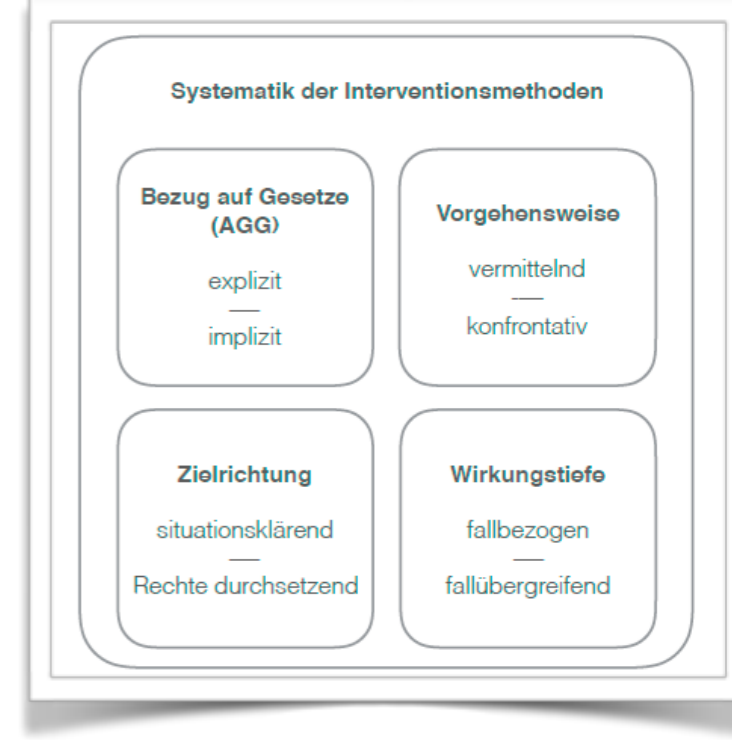 Systematik der Interventionsmethoden
Bezug auf Gesetze
(AGG)
explizit
—
implizit
Vorgehensweise
vermittelnd
—
konfrontativ
Zielrichtung
situationsklärend
—
Rechte durchsetzend
Wirkungstiefe
fallbezogen
—
fallübergreifend